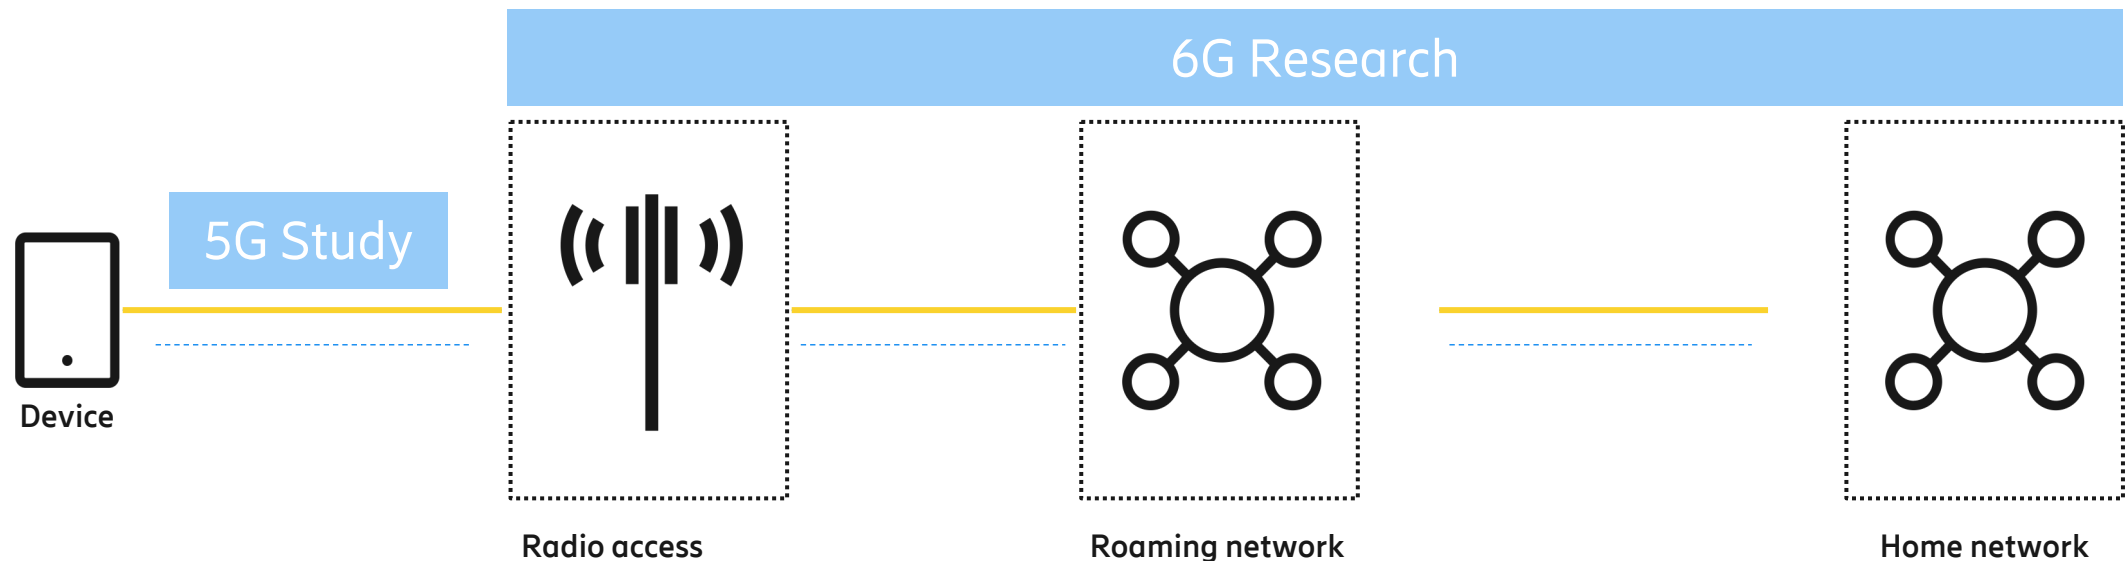 6G Research
5G Study
Device
Radio access
Roaming network
Home network